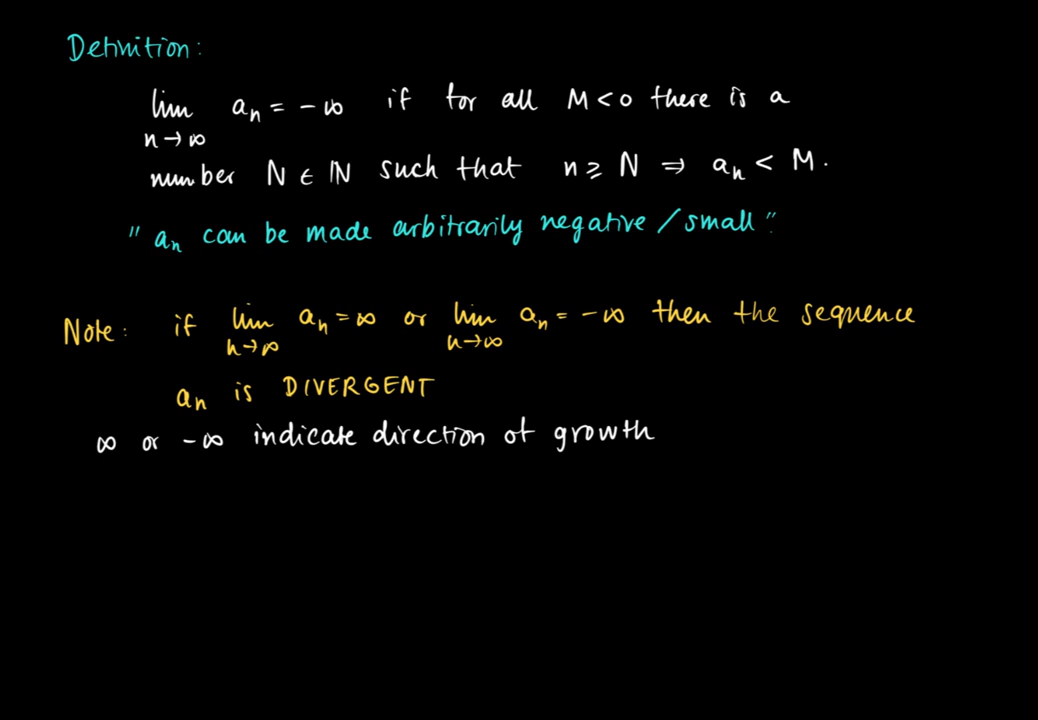 Definition:
lim a_n = -∞ if for all M < 0 there is a
n→∞
number N ∈ ℕ such that n ≥ N ⇒ a_n < M.
"a_n can be made arbitrarily negative/small"
Note: if lim a_n = ∞ or lim a_n = -∞ then the sequence
n→∞ n→∞
a_n is DIVERGENT
∞ or -∞ indicate direction of growth